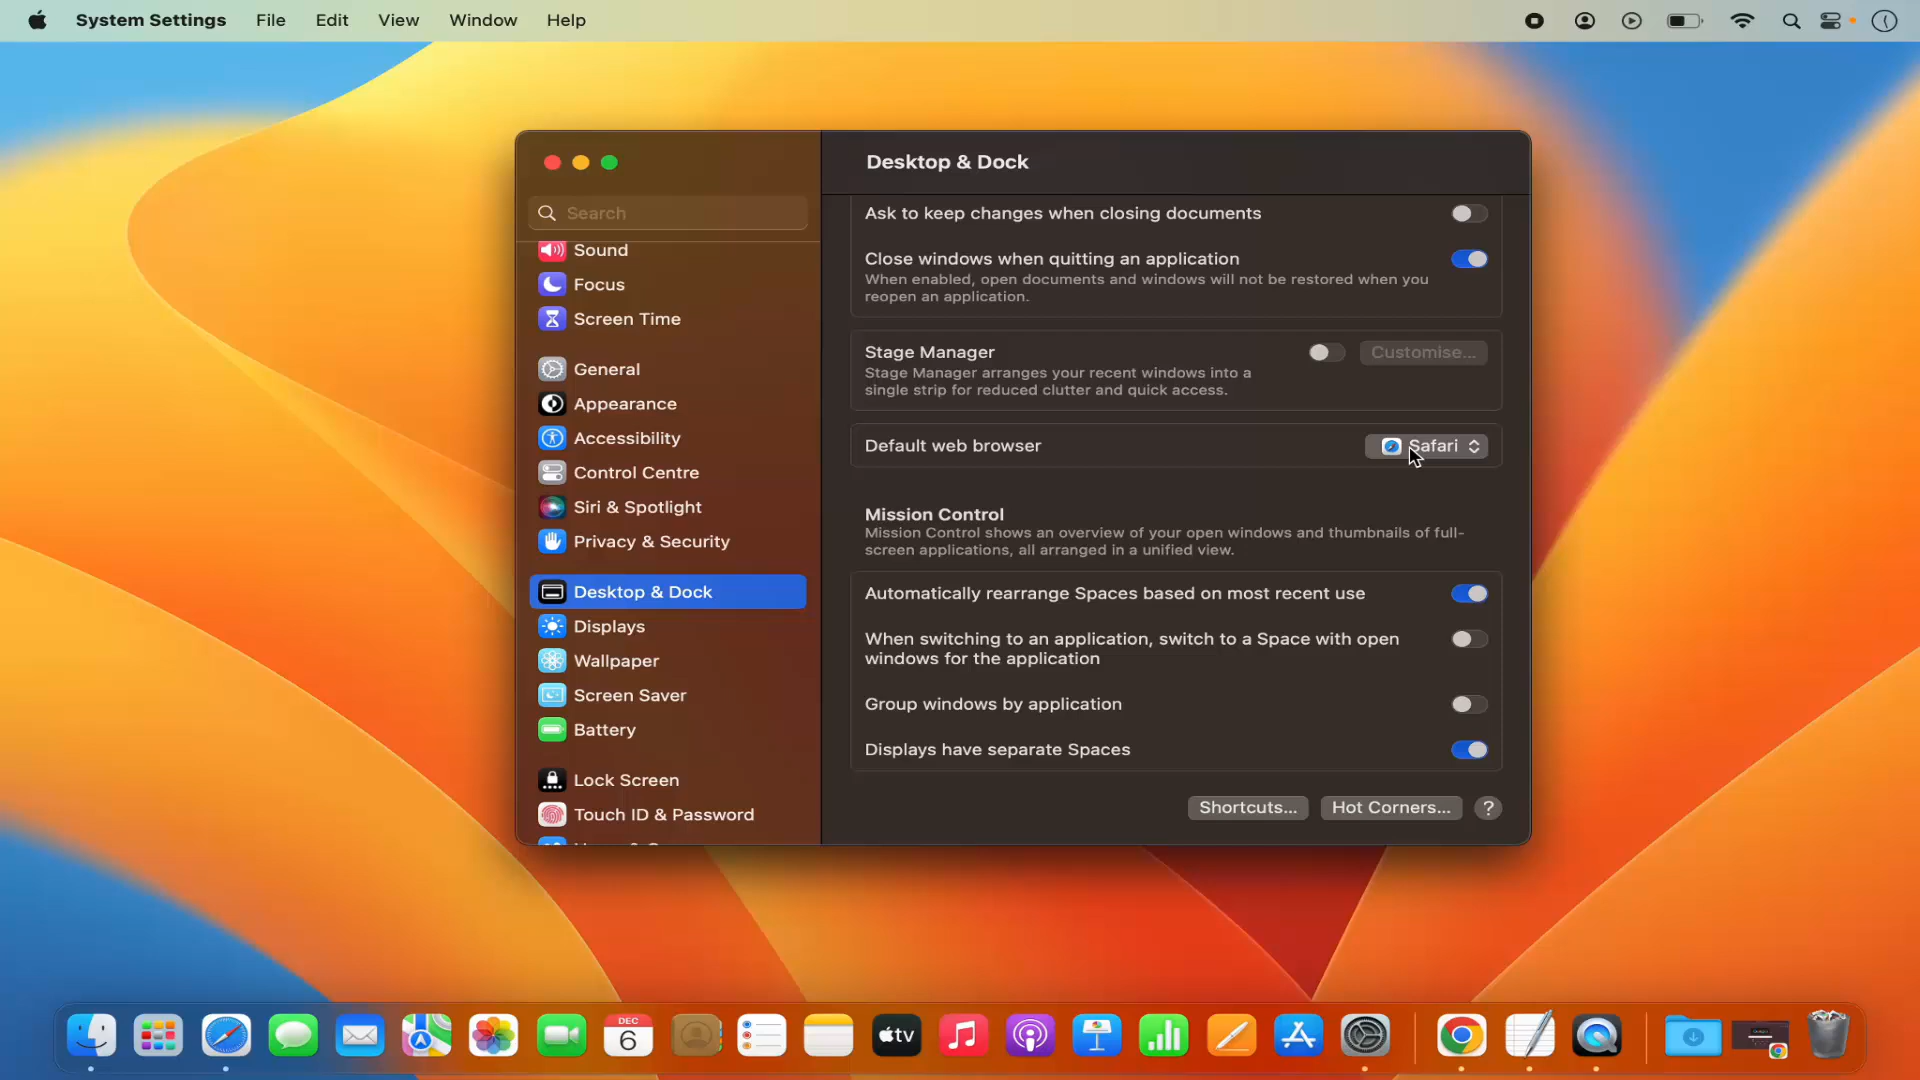 System Settings File Edit View Window Help
Desktop & Dock
Search
Sound
Focus
Screen Time
General
Appearance
Accessibility
Control Centre
Siri & Spotlight
Privacy & Security
Desktop & Dock
Displays
Wallpaper
Screen Saver
Battery
Lock Screen
Touch ID & Password
Ask to keep changes when closing documents
Close windows when quitting an application
When enabled, open documents and windows will not be restored when you
reopen an application.
Stage Manager
Customise...
Stage Manager arranges your recent windows into a
single strip for reduced clutter and quick access.
Default web browser
Safari
Mission Control
Mission Control shows an overview of your open windows and thumbnails of full-
screen applications, all arranged in a unified view.
Automatically rearrange Spaces based on most recent use
When switching to an application, switch to a Space with open
windows for the application
Group windows by application
Displays have separate Spaces
Shortcuts... Hot Corners... ?
DEC
6
tv